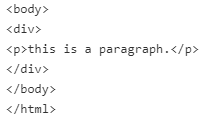 <body>
<div>
<p>this is a paragraph.</p>
</div>
</body>
</html>